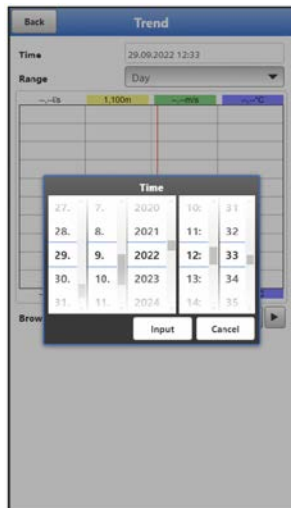 Back Trend
Time 29.09.2022 12:33
Range Day
-,--l/s 1,100m -,--m/s -,-°C
Time
27. 7. 2020 10: 31
28. 8. 2021 11: 32
29. 9. 2022 12: 33
30. 10. 2023 13: 34
31. 11. 2024 14: 35
Input Cancel
Brow